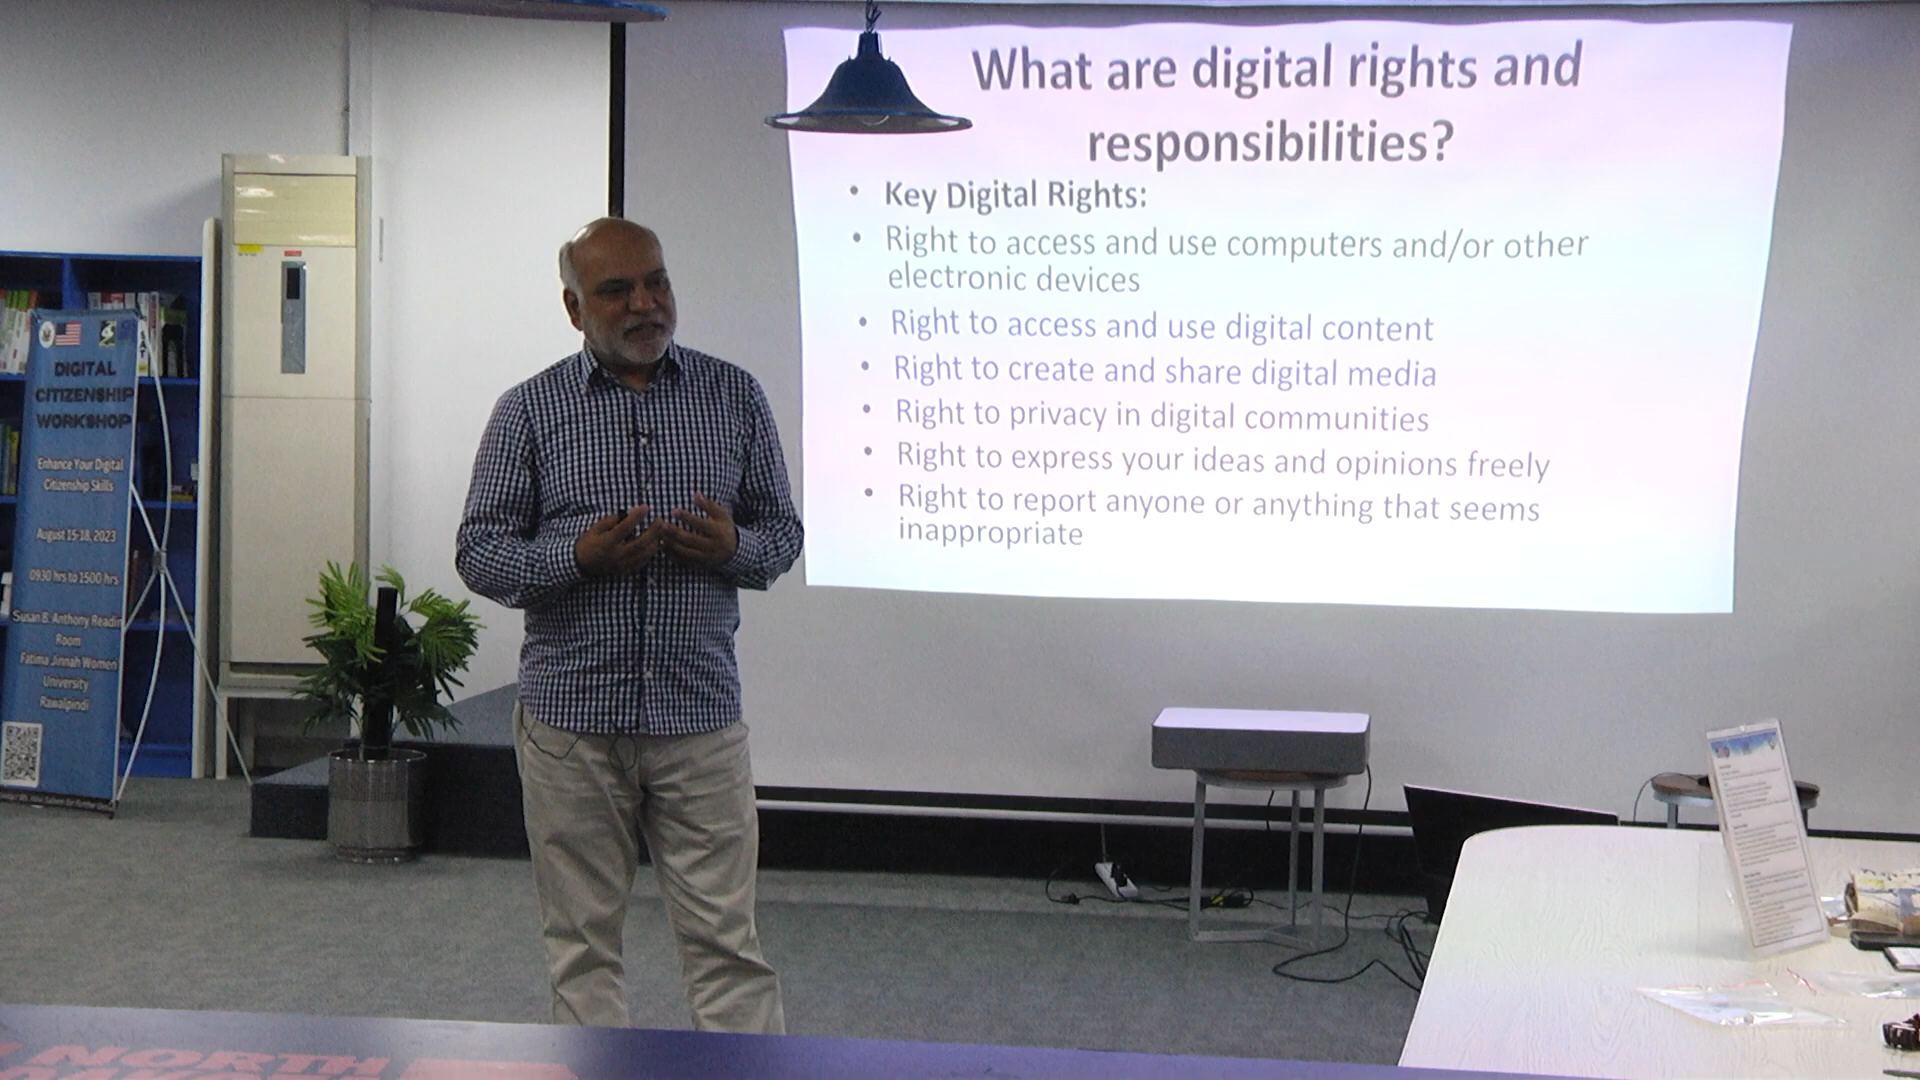 What are digital rights and
responsibilities?
• Key Digital Rights:
• Right to access and use computers and/or other
electronic devices
• Right to access and use digital content
• Right to create and share digital media
• Right to privacy in digital communities
• Right to express your ideas and opinions freely
• Right to report anyone or anything that seems
inappropriate
DIGITAL
CITIZENSHIP
WORKSHOP
Enhance Your Digital
Citizenship Skills
August 15-18, 2023
0930 hrs to 1500 hrs
Susan B. Anthony Readin
Room
Fatima Jinnah Women
University
Rawalpindi
SAT
NORTH